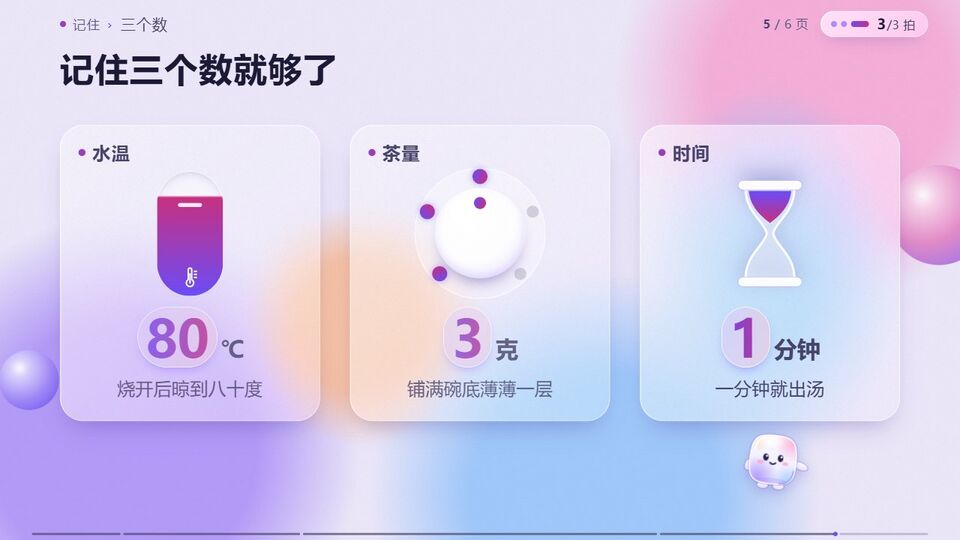 记住 › 三个数
5 / 6 页
3/3 拍
记住三个数就够了
水温
80 ℃
烧开后晾到八十度
茶量
3 克
铺满碗底薄薄一层
时间
1 分钟
一分钟就出汤